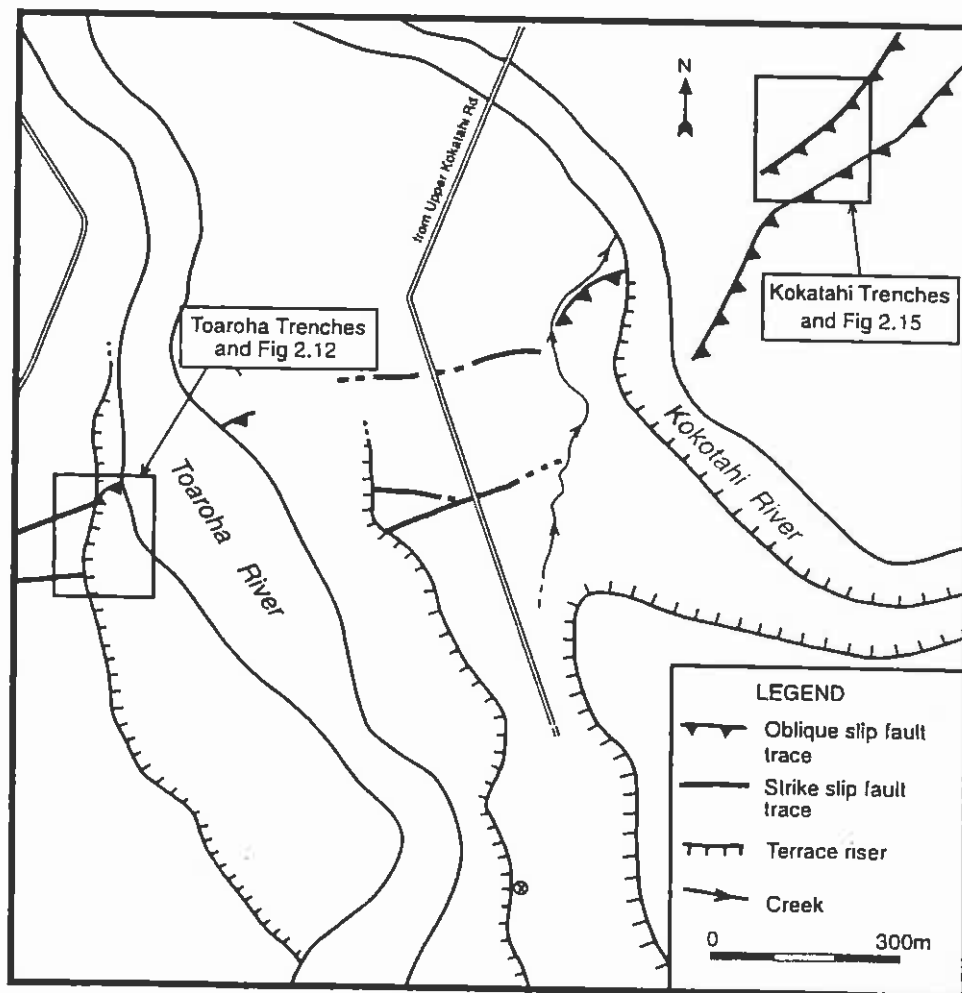 N
from Upper Kokatahi Rd
Toaroha Trenches
and Fig 2.12
Kokatahi Trenches
and Fig 2.15
Toaroha
River
Kokotahi
River
LEGEND
Oblique slip fault
trace
Strike slip fault
trace
Terrace riser
Creek
0 300m